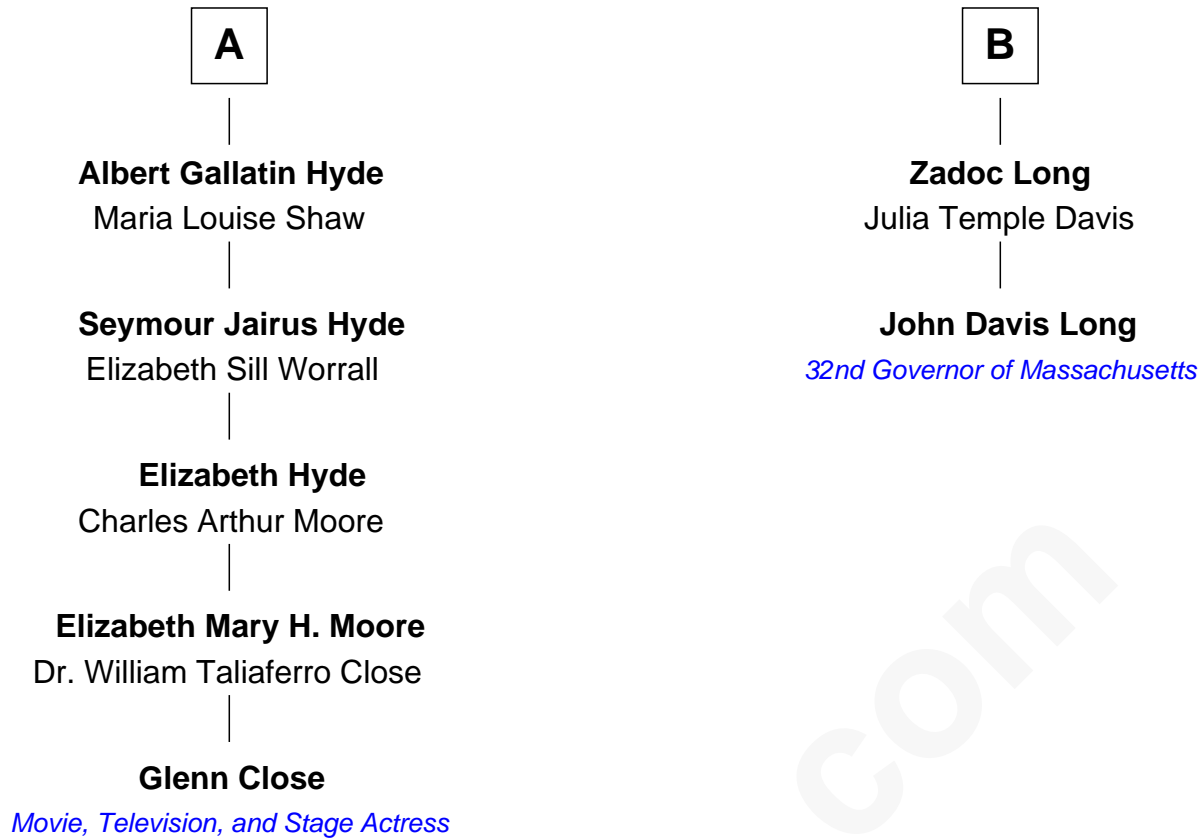 A
Albert Gallatin Hyde
Maria Louise Shaw
Seymour Jairus Hyde
Elizabeth Sill Worrall
Elizabeth Hyde
Charles Arthur Moore
Elizabeth Mary H. Moore
Dr. William Taliaferro Close
Glenn Close
Movie, Television, and Stage Actress
B
Zadoc Long
Julia Temple Davis
John Davis Long
32nd Governor of Massachusetts
com